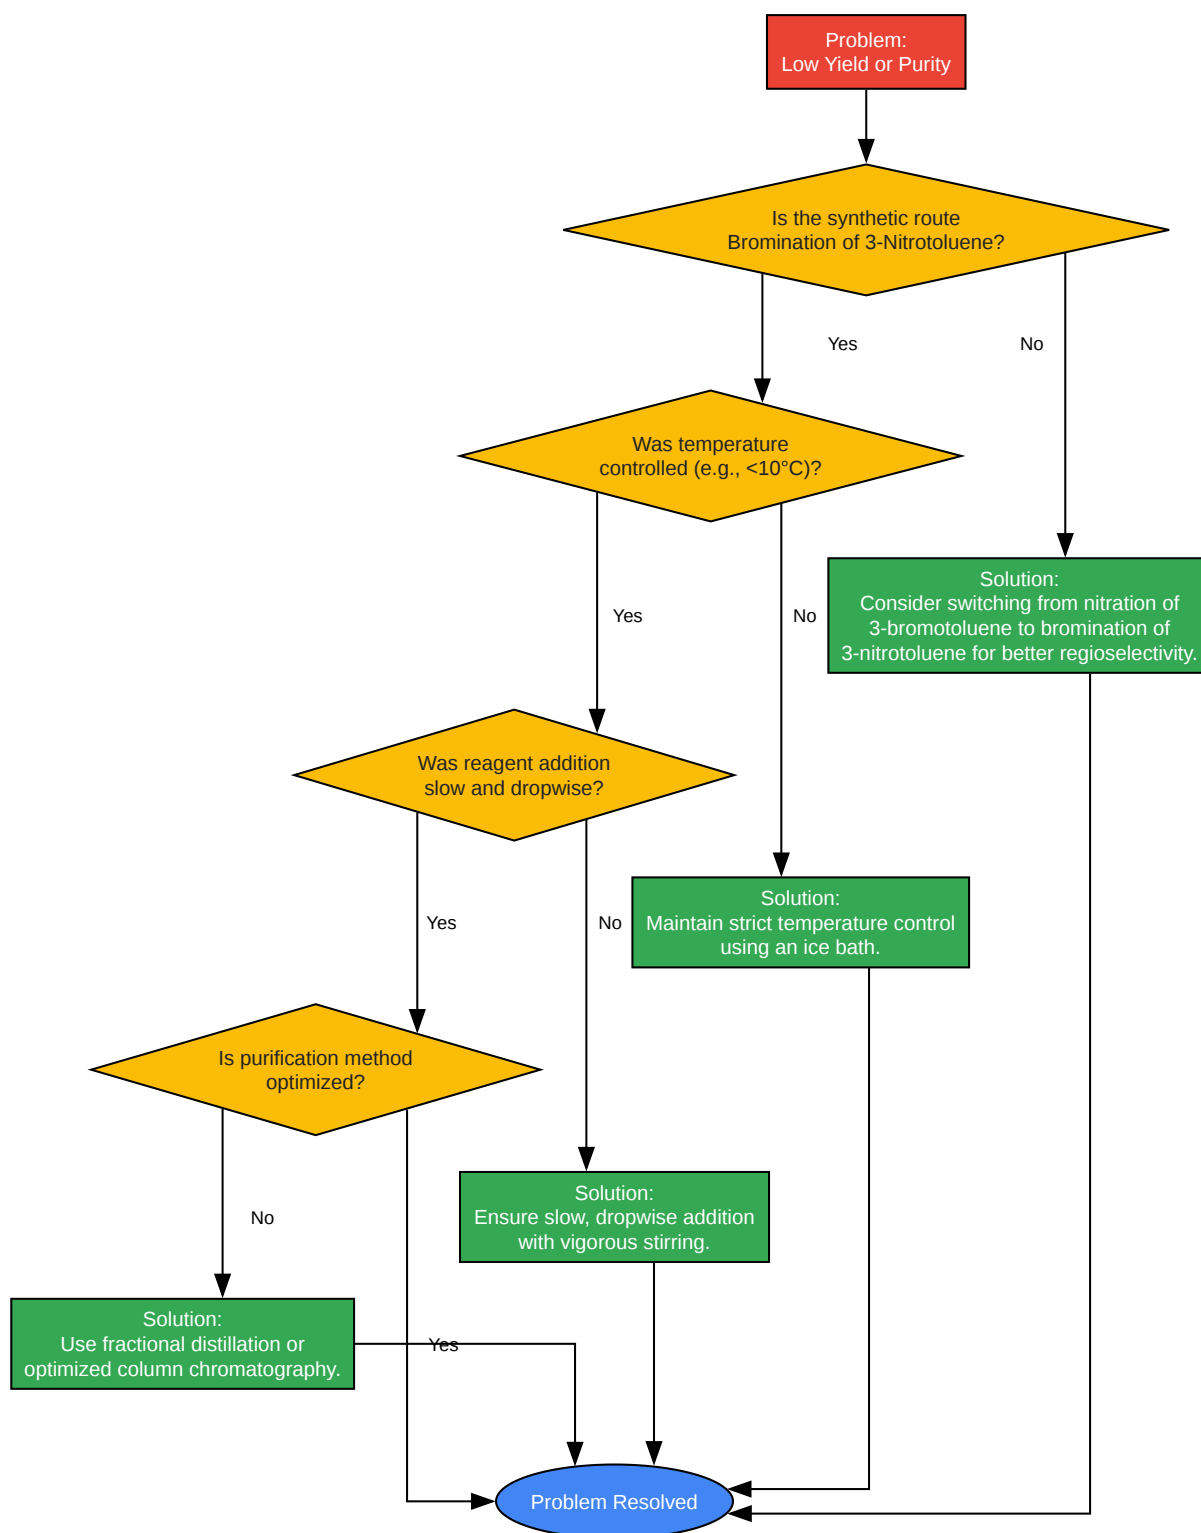 Problem:
Low Yield or Purity
Is the synthetic route
Bromination of 3-Nitrotoluene?
Yes
No
Was temperature
controlled (e.g., <10°C)?
Solution:
Consider switching from nitration of
3-bromotoluene to bromination of
3-nitrotoluene for better regioselectivity.
Yes
No
Was reagent addition
slow and dropwise?
Solution:
Maintain strict temperature control
using an ice bath.
Yes
No
Is purification method
optimized?
Solution:
Ensure slow, dropwise addition
with vigorous stirring.
No
Solution:
Use fractional distillation or
optimized column chromatography.
Yes
Problem Resolved